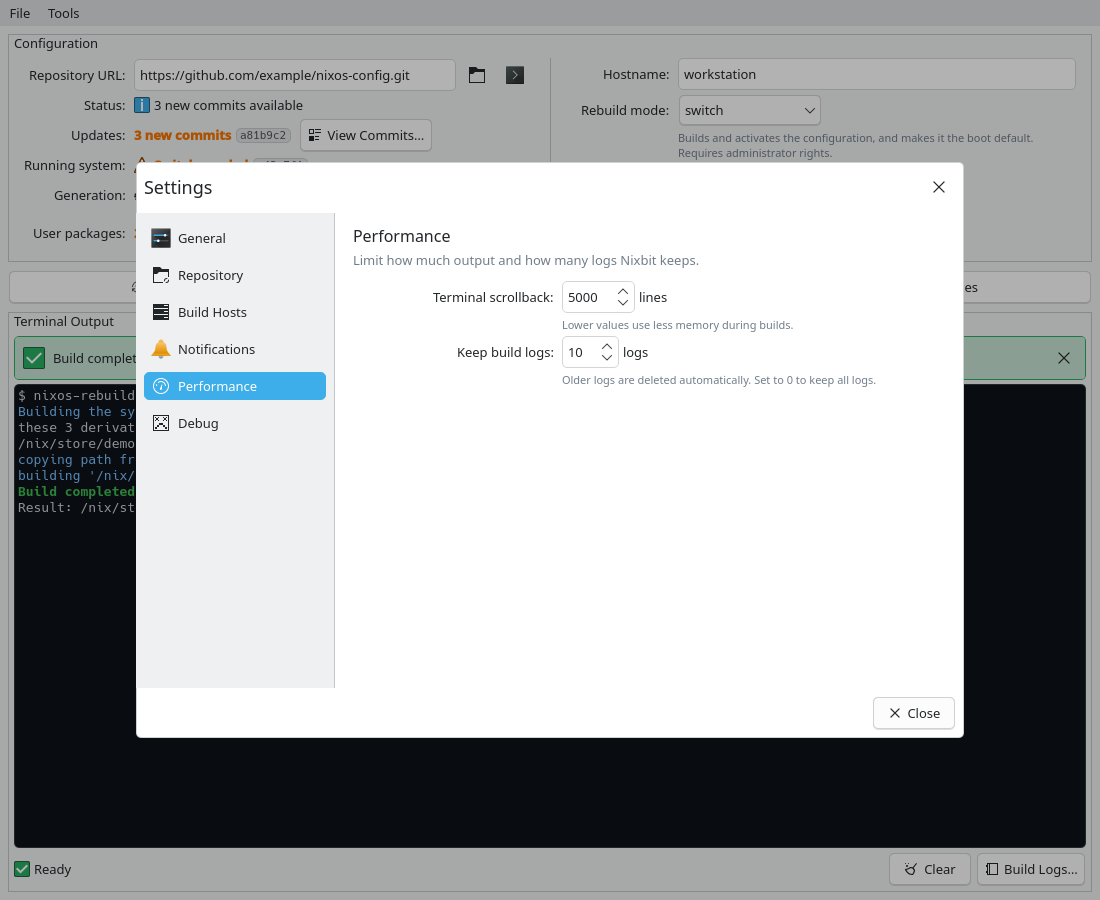 File Tools
Configuration
Repository URL: https://github.com/example/nixos-config.git
Status: 3 new commits available
Updates: 3 new commits a81b9c2 View Commits...
Running system:
Generation:
User packages:
Hostname: workstation
Rebuild mode: switch
Builds and activates the configuration, and makes it the boot default.
Requires administrator rights.
Settings
General
Repository
Build Hosts
Notifications
Performance
Debug
Performance
Limit how much output and how many logs Nixbit keeps.
Terminal scrollback: 5000 lines
Lower values use less memory during builds.
Keep build logs: 10 logs
Older logs are deleted automatically. Set to 0 to keep all logs.
Close
Terminal Output
Build complet
$ nixos-rebuild
Building the sy
these 3 derivat
/nix/store/demo
copying path fr
building '/nix/
Build completed
Result: /nix/st
Ready
Clear
Build Logs...